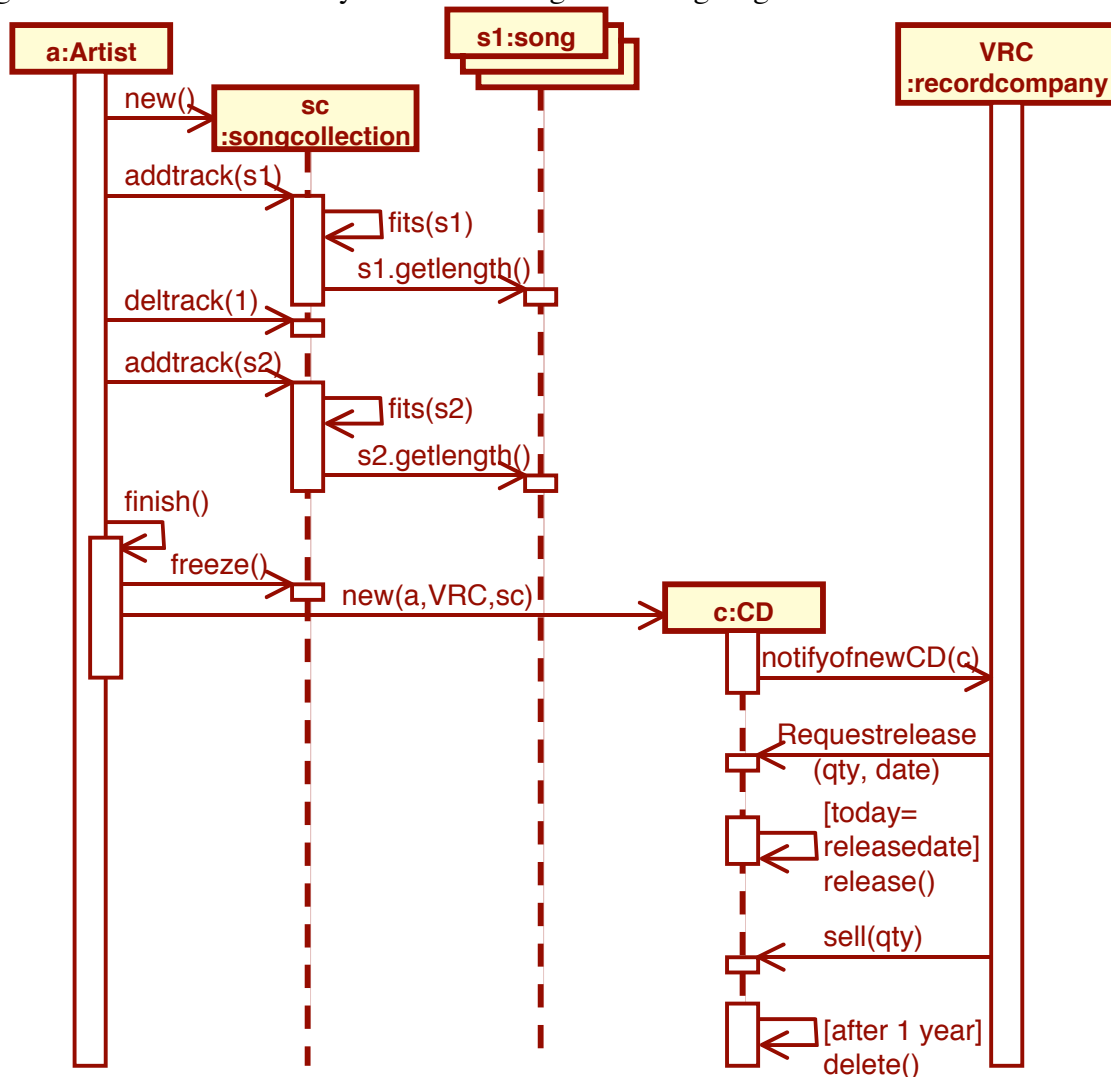 a:Artist
s1:song
VRC
:recordcompany
new()
sc
:songcollection
addtrack(s1)
fits(s1)
s1.getlength()
deltrack(1)
addtrack(s2)
fits(s2)
s2.getlength()
finish()
freeze()
new(a,VRC,sc)
c:CD
notifyofnewCD(c)
Requestrelease
(qty, date)
[today=
releasedate]
release()
sell(qty)
[after 1 year]
delete()